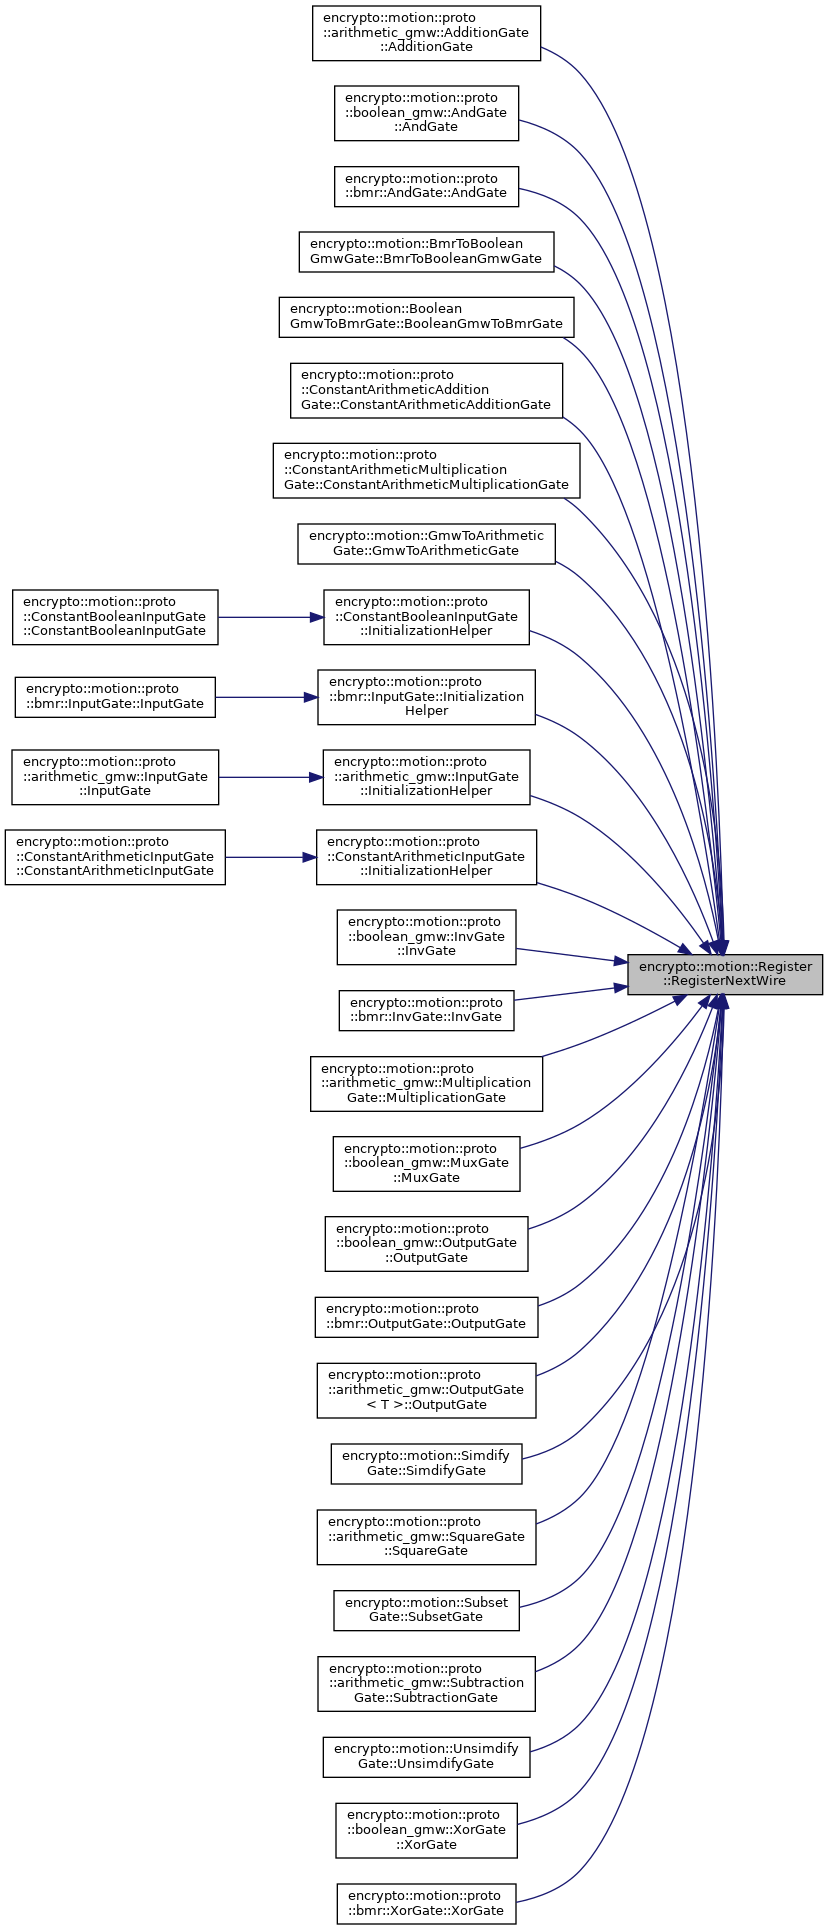 encrypto::motion::proto
::arithmetic_gmw::AdditionGate
::AdditionGate
encrypto::motion::proto
::boolean_gmw::AndGate
::AndGate
encrypto::motion::proto
::bmr::AndGate::AndGate
encrypto::motion::BmrToBoolean
GmwGate::BmrToBooleanGmwGate
encrypto::motion::Boolean
GmwToBmrGate::BooleanGmwToBmrGate
encrypto::motion::proto
::ConstantArithmeticAddition
Gate::ConstantArithmeticAdditionGate
encrypto::motion::proto
::ConstantArithmeticMultiplication
Gate::ConstantArithmeticMultiplicationGate
encrypto::motion::GmwToArithmetic
Gate::GmwToArithmeticGate
encrypto::motion::proto
::ConstantBooleanInputGate
::ConstantBooleanInputGate
encrypto::motion::proto
::ConstantBooleanInputGate
::InitializationHelper
encrypto::motion::proto
::bmr::InputGate::InputGate
encrypto::motion::proto
::bmr::InputGate::Initialization
Helper
encrypto::motion::proto
::arithmetic_gmw::InputGate
::InputGate
encrypto::motion::proto
::arithmetic_gmw::InputGate
::InitializationHelper
encrypto::motion::proto
::ConstantArithmeticInputGate
::ConstantArithmeticInputGate
encrypto::motion::proto
::ConstantArithmeticInputGate
::InitializationHelper
encrypto::motion::proto
::boolean_gmw::InvGate
::InvGate
encrypto::motion::Register
::RegisterNextWire
encrypto::motion::proto
::bmr::InvGate::InvGate
encrypto::motion::proto
::arithmetic_gmw::Multiplication
Gate::MultiplicationGate
encrypto::motion::proto
::boolean_gmw::MuxGate
::MuxGate
encrypto::motion::proto
::boolean_gmw::OutputGate
::OutputGate
encrypto::motion::proto
::bmr::OutputGate::OutputGate
encrypto::motion::proto
::arithmetic_gmw::OutputGate
< T >::OutputGate
encrypto::motion::Simdify
Gate::SimdifyGate
encrypto::motion::proto
::arithmetic_gmw::SquareGate
::SquareGate
encrypto::motion::Subset
Gate::SubsetGate
encrypto::motion::proto
::arithmetic_gmw::Subtraction
Gate::SubtractionGate
encrypto::motion::Unsimdify
Gate::UnsimdifyGate
encrypto::motion::proto
::boolean_gmw::XorGate
::XorGate
encrypto::motion::proto
::bmr::XorGate::XorGate